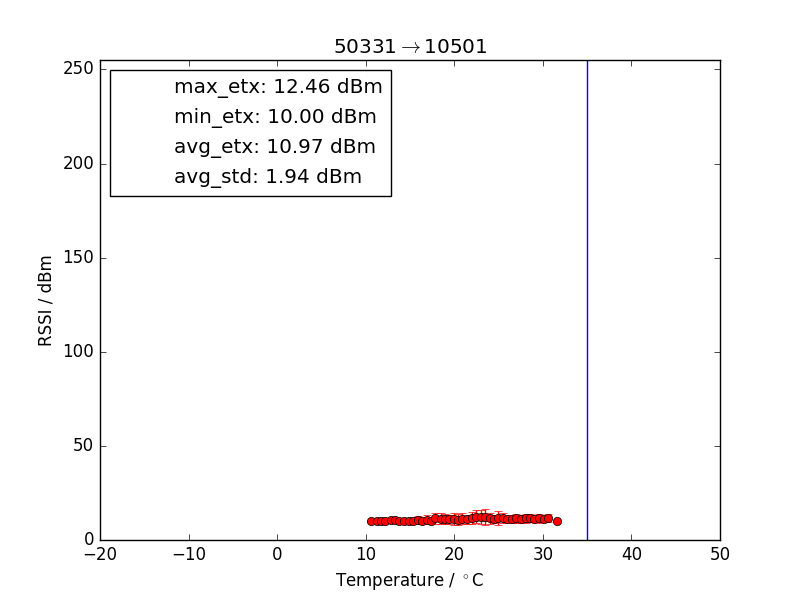 50331→10501
250
200
150
100
50
0
max_etx: 12.46 dBm
min_etx: 10.00 dBm
avg_etx: 10.97 dBm
avg_std: 1.94 dBm
RSSI / dBm
−20 −10 0 10 20 30 40 50
Temperature / °C